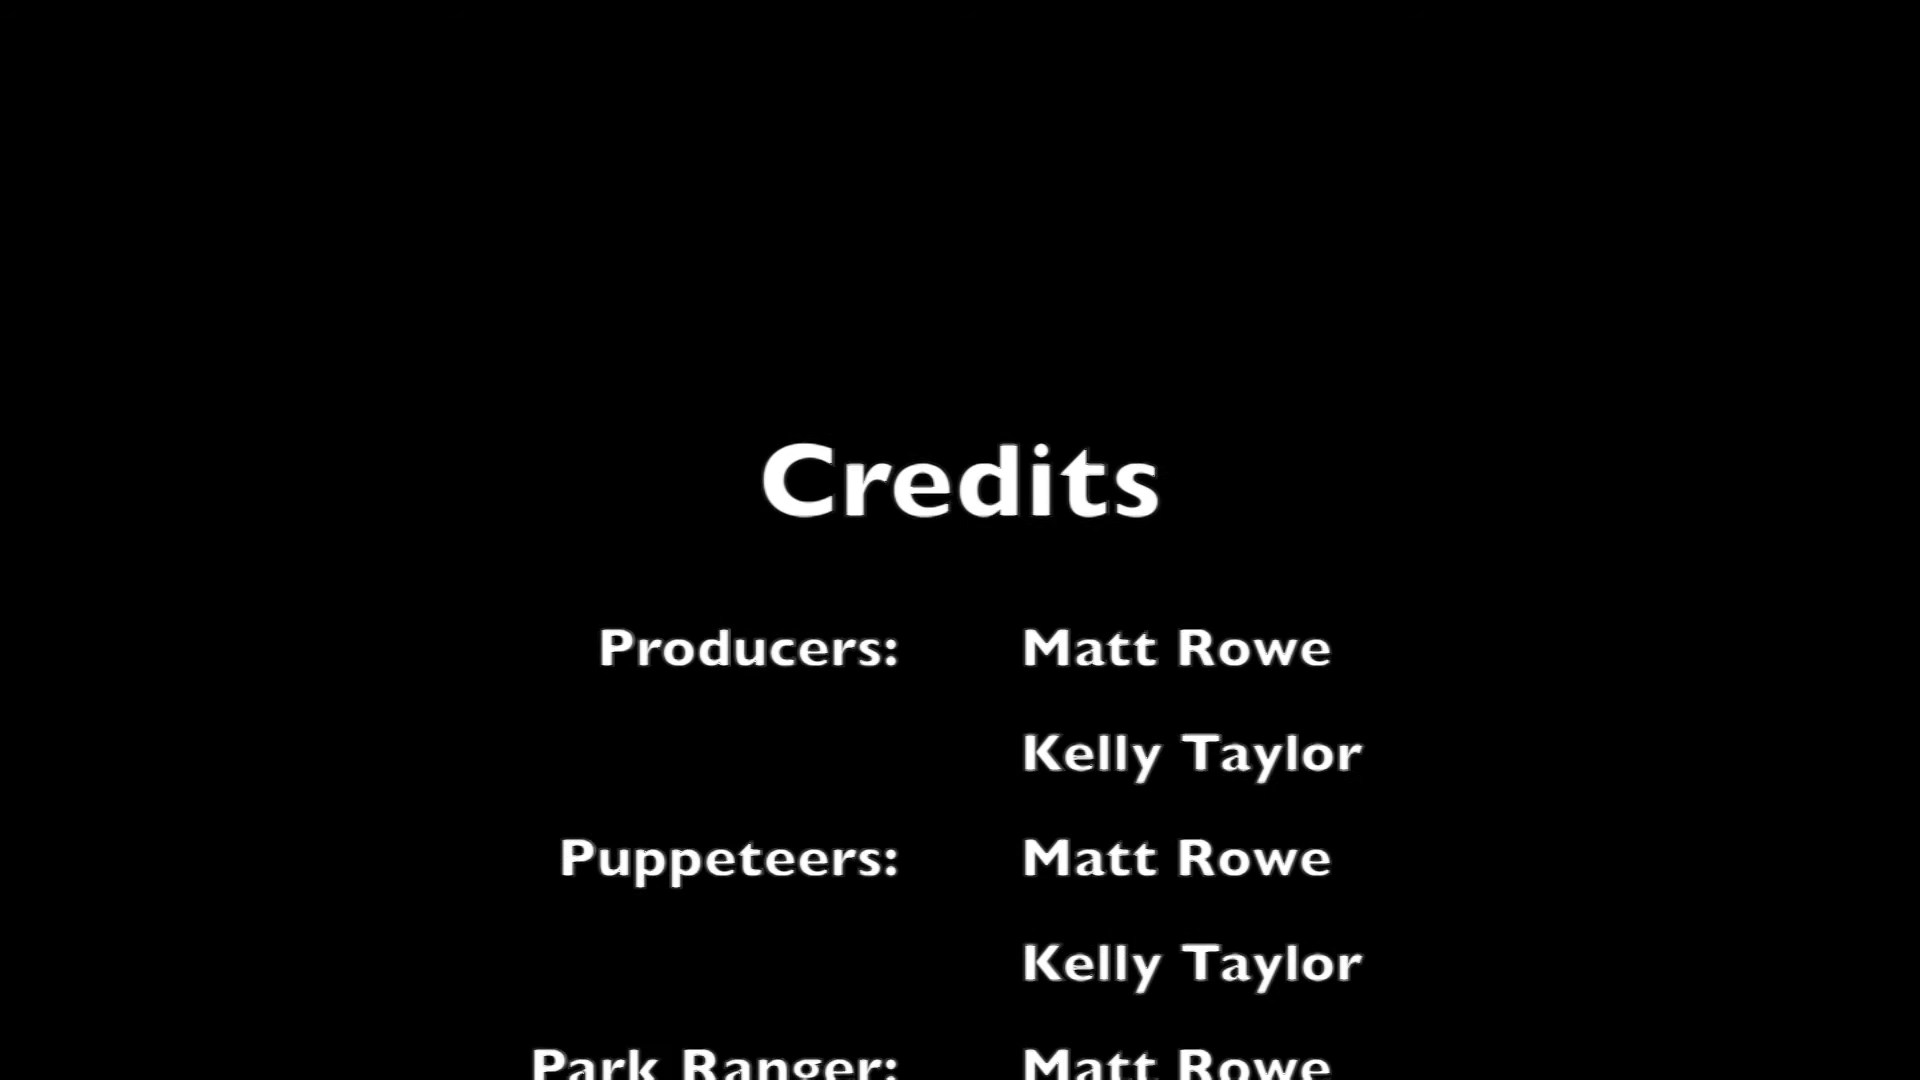 Credits
Producers: Matt Rowe
Kelly Taylor
Puppeteers: Matt Rowe
Kelly Taylor
Park Ranger: Matt Rowe